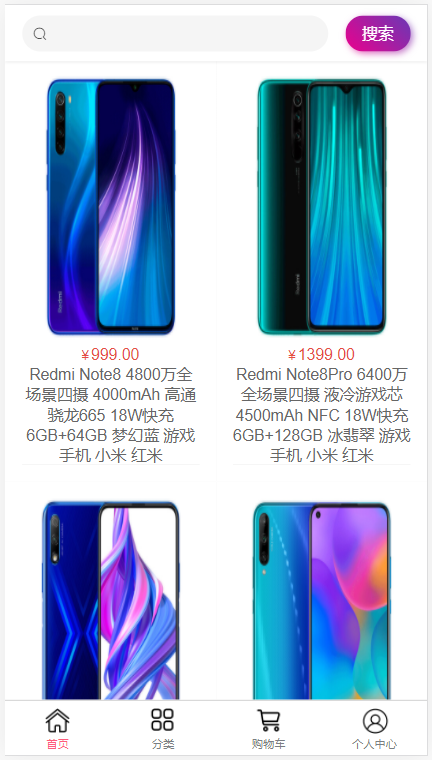 搜索
¥999.00
Redmi Note8 4800万全
场景四摄 4000mAh 高通
骁龙665 18W快充
6GB+64GB 梦幻蓝 游戏
手机 小米 红米
¥1399.00
Redmi Note8Pro 6400万
全场景四摄 液冷游戏芯
4500mAh NFC 18W快充
6GB+128GB 冰翡翠 游戏
手机 小米 红米
首页
分类
购物车
个人中心